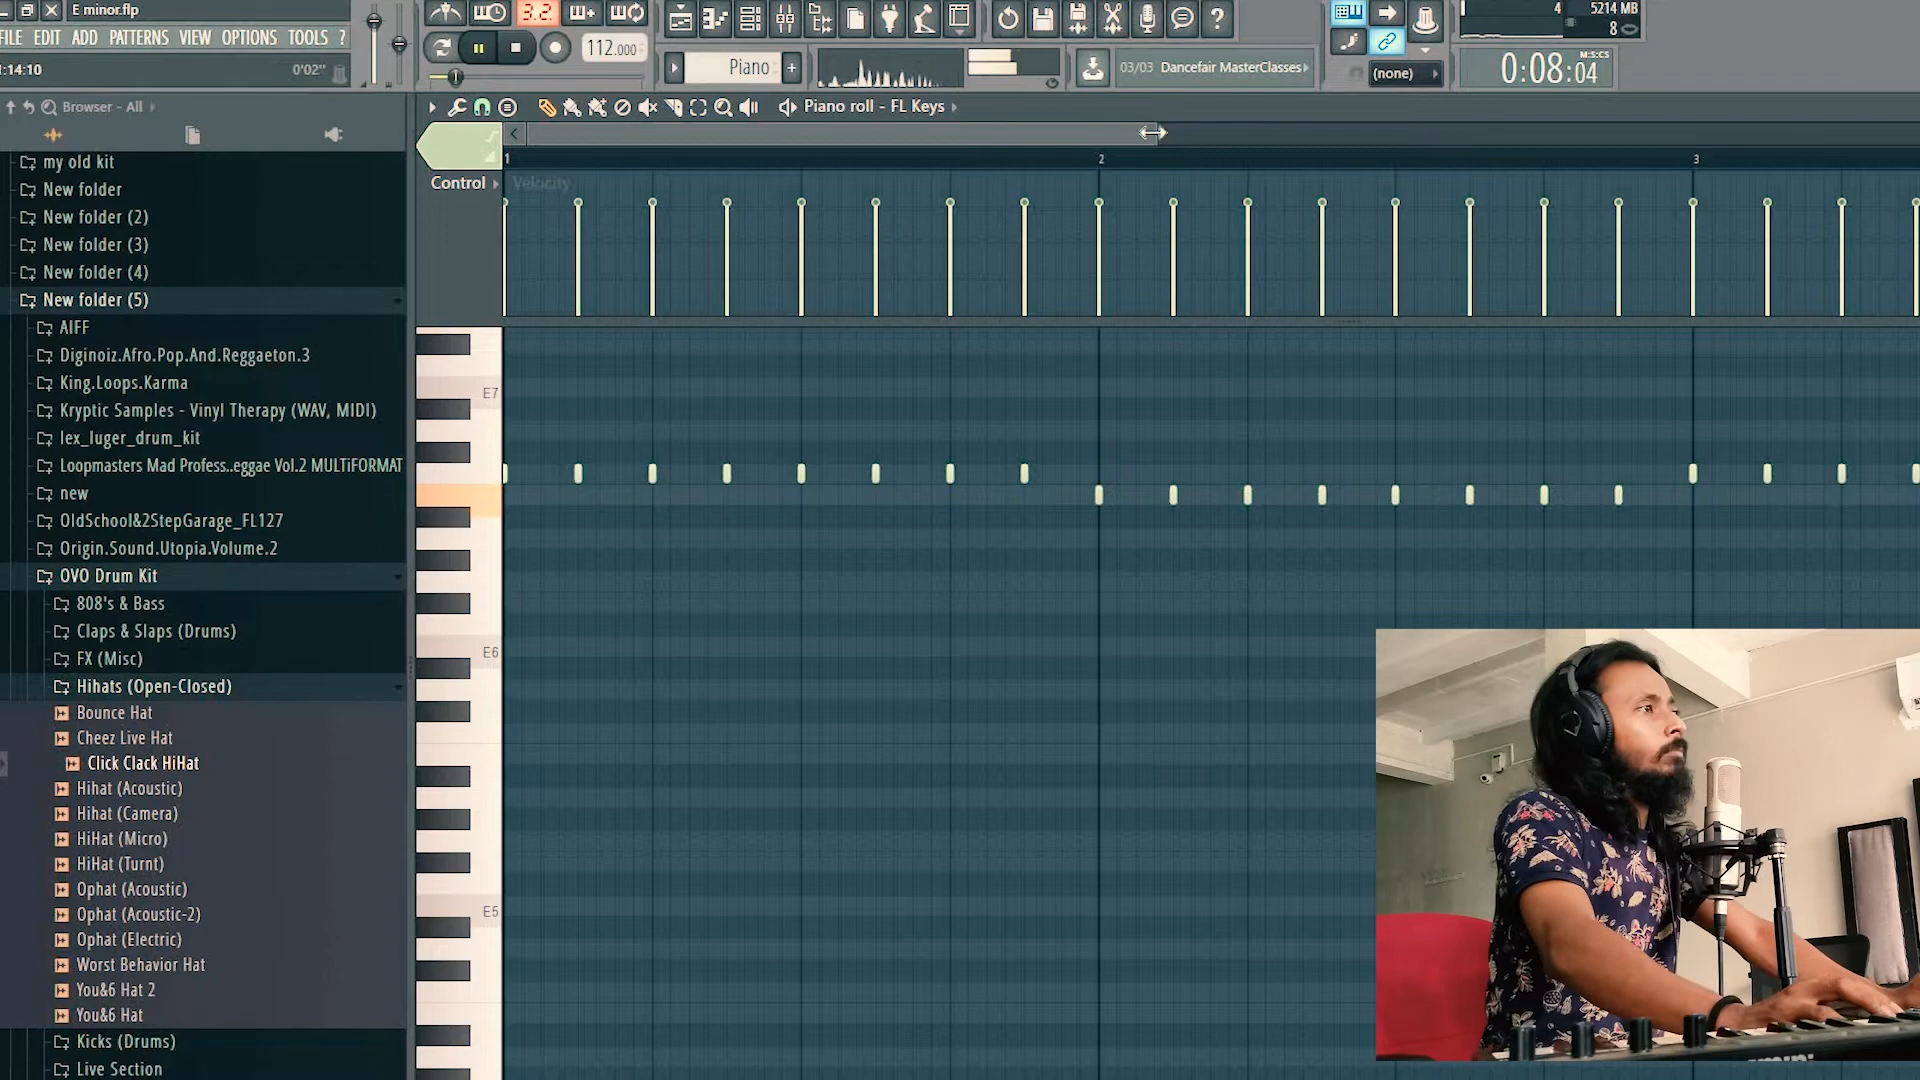 E minor.flp
3.2
4
5214 MB
8
FILE EDIT ADD PATTERNS VIEW OPTIONS TOOLS ?
112.000
:14:10
0'02"
Piano
03/03 Dancefair MasterClasses
(none)
M:S:CS
0:08:04
Browser - All
Piano roll - FL Keys
1
2
3
Control
Velocity
my old kit
New folder
New folder (2)
New folder (3)
New folder (4)
New folder (5)
AIFF
Diginoiz.Afro.Pop.And.Reggaeton.3
King.Loops.Karma
Kryptic Samples - Vinyl Therapy (WAV, MIDI)
lex_luger_drum_kit
Loopmasters Mad Profess..eggae Vol.2 MULTiFORMAT
new
OldSchool&2StepGarage_FL127
Origin.Sound.Utopia.Volume.2
OVO Drum Kit
808's & Bass
Claps & Slaps (Drums)
FX (Misc)
Hihats (Open-Closed)
Bounce Hat
Cheez Live Hat
Click Clack HiHat
Hihat (Acoustic)
Hihat (Camera)
HiHat (Micro)
HiHat (Turnt)
Ophat (Acoustic)
Ophat (Acoustic-2)
Ophat (Electric)
Worst Behavior Hat
You&6 Hat 2
You&6 Hat
Kicks (Drums)
Live Section
E7
E6
E5